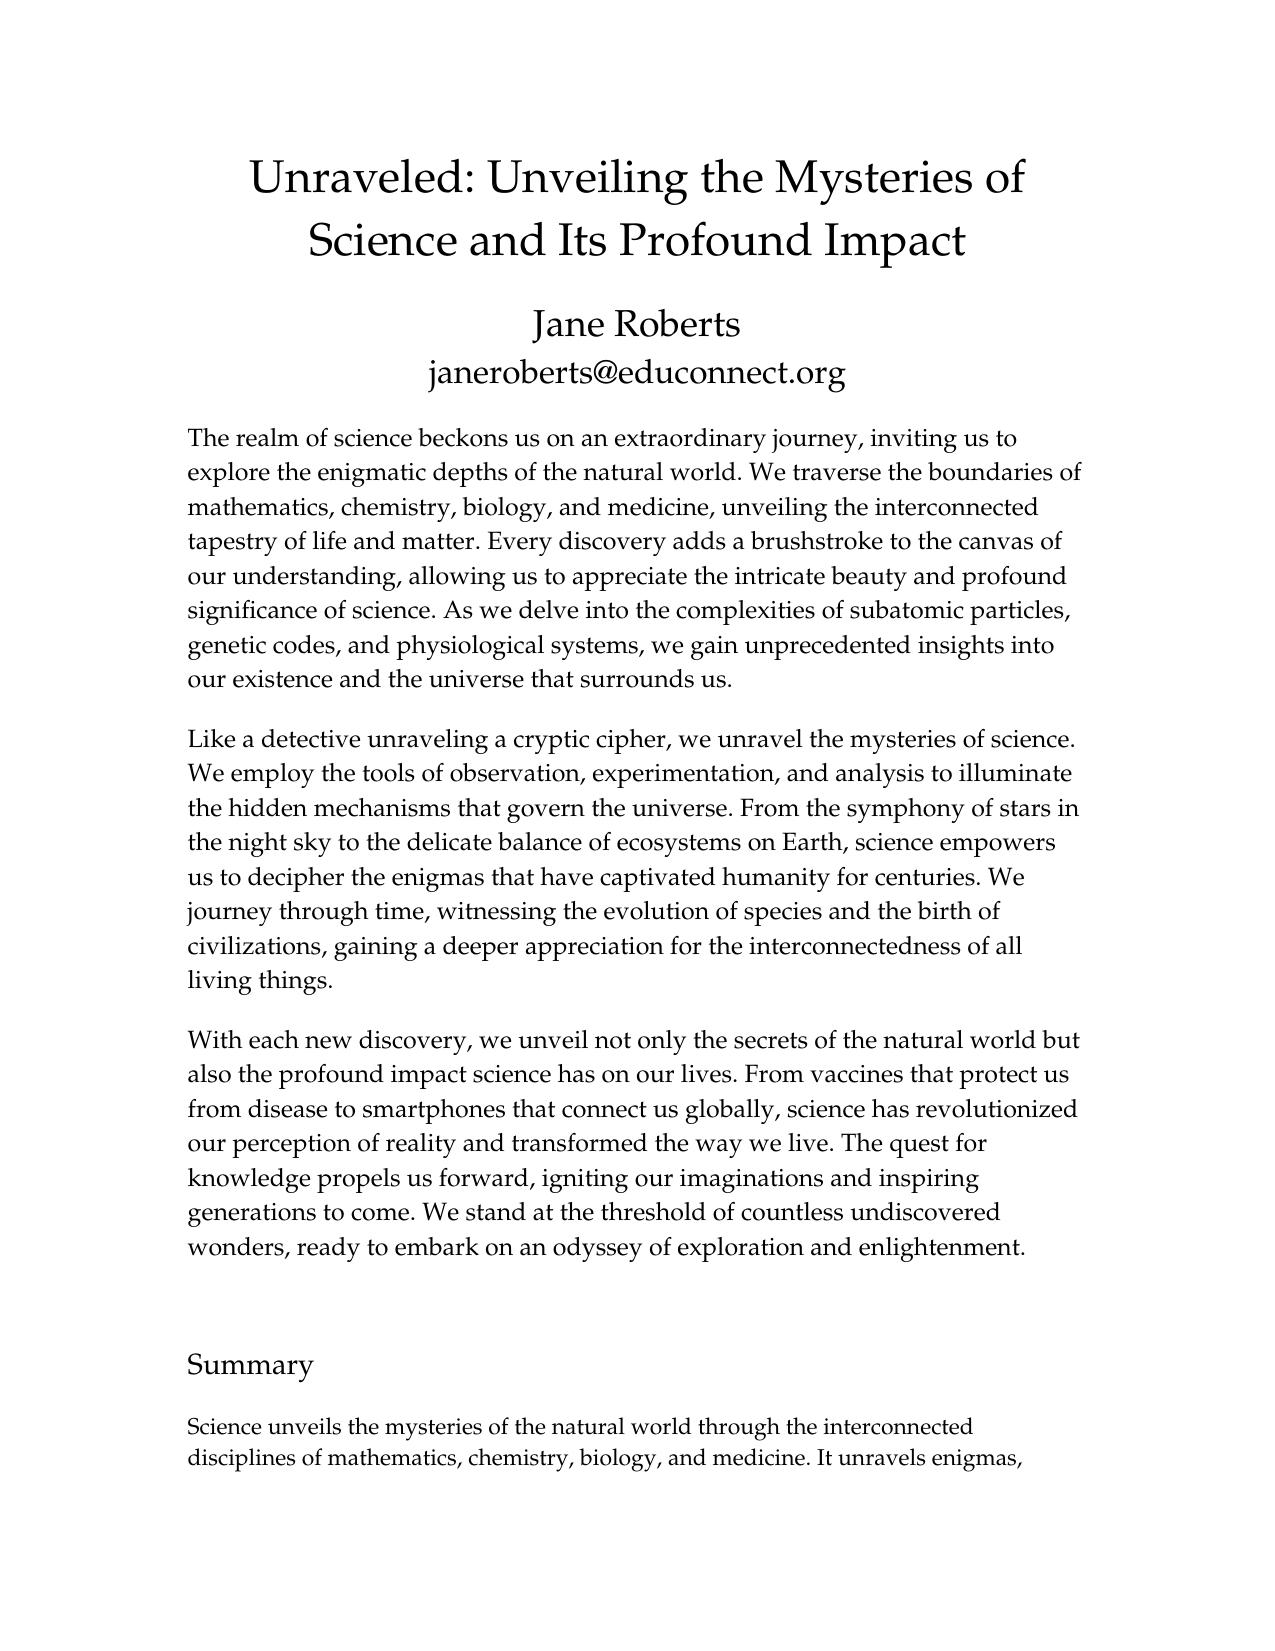 Unraveled: Unveiling the Mysteries of
Science and Its Profound Impact
Jane Roberts
janeroberts@educonnect.org
The realm of science beckons us on an extraordinary journey, inviting us to
explore the enigmatic depths of the natural world. We traverse the boundaries of
mathematics, chemistry, biology, and medicine, unveiling the interconnected
tapestry of life and matter. Every discovery adds a brushstroke to the canvas of
our understanding, allowing us to appreciate the intricate beauty and profound
significance of science. As we delve into the complexities of subatomic particles,
genetic codes, and physiological systems, we gain unprecedented insights into
our existence and the universe that surrounds us.
Like a detective unraveling a cryptic cipher, we unravel the mysteries of science.
We employ the tools of observation, experimentation, and analysis to illuminate
the hidden mechanisms that govern the universe. From the symphony of stars in
the night sky to the delicate balance of ecosystems on Earth, science empowers
us to decipher the enigmas that have captivated humanity for centuries. We
journey through time, witnessing the evolution of species and the birth of
civilizations, gaining a deeper appreciation for the interconnectedness of all
living things.
With each new discovery, we unveil not only the secrets of the natural world but
also the profound impact science has on our lives. From vaccines that protect us
from disease to smartphones that connect us globally, science has revolutionized
our perception of reality and transformed the way we live. The quest for
knowledge propels us forward, igniting our imaginations and inspiring
generations to come. We stand at the threshold of countless undiscovered
wonders, ready to embark on an odyssey of exploration and enlightenment.
Summary
Science unveils the mysteries of the natural world through the interconnected
disciplines of mathematics, chemistry, biology, and medicine. It unravels enigmas,